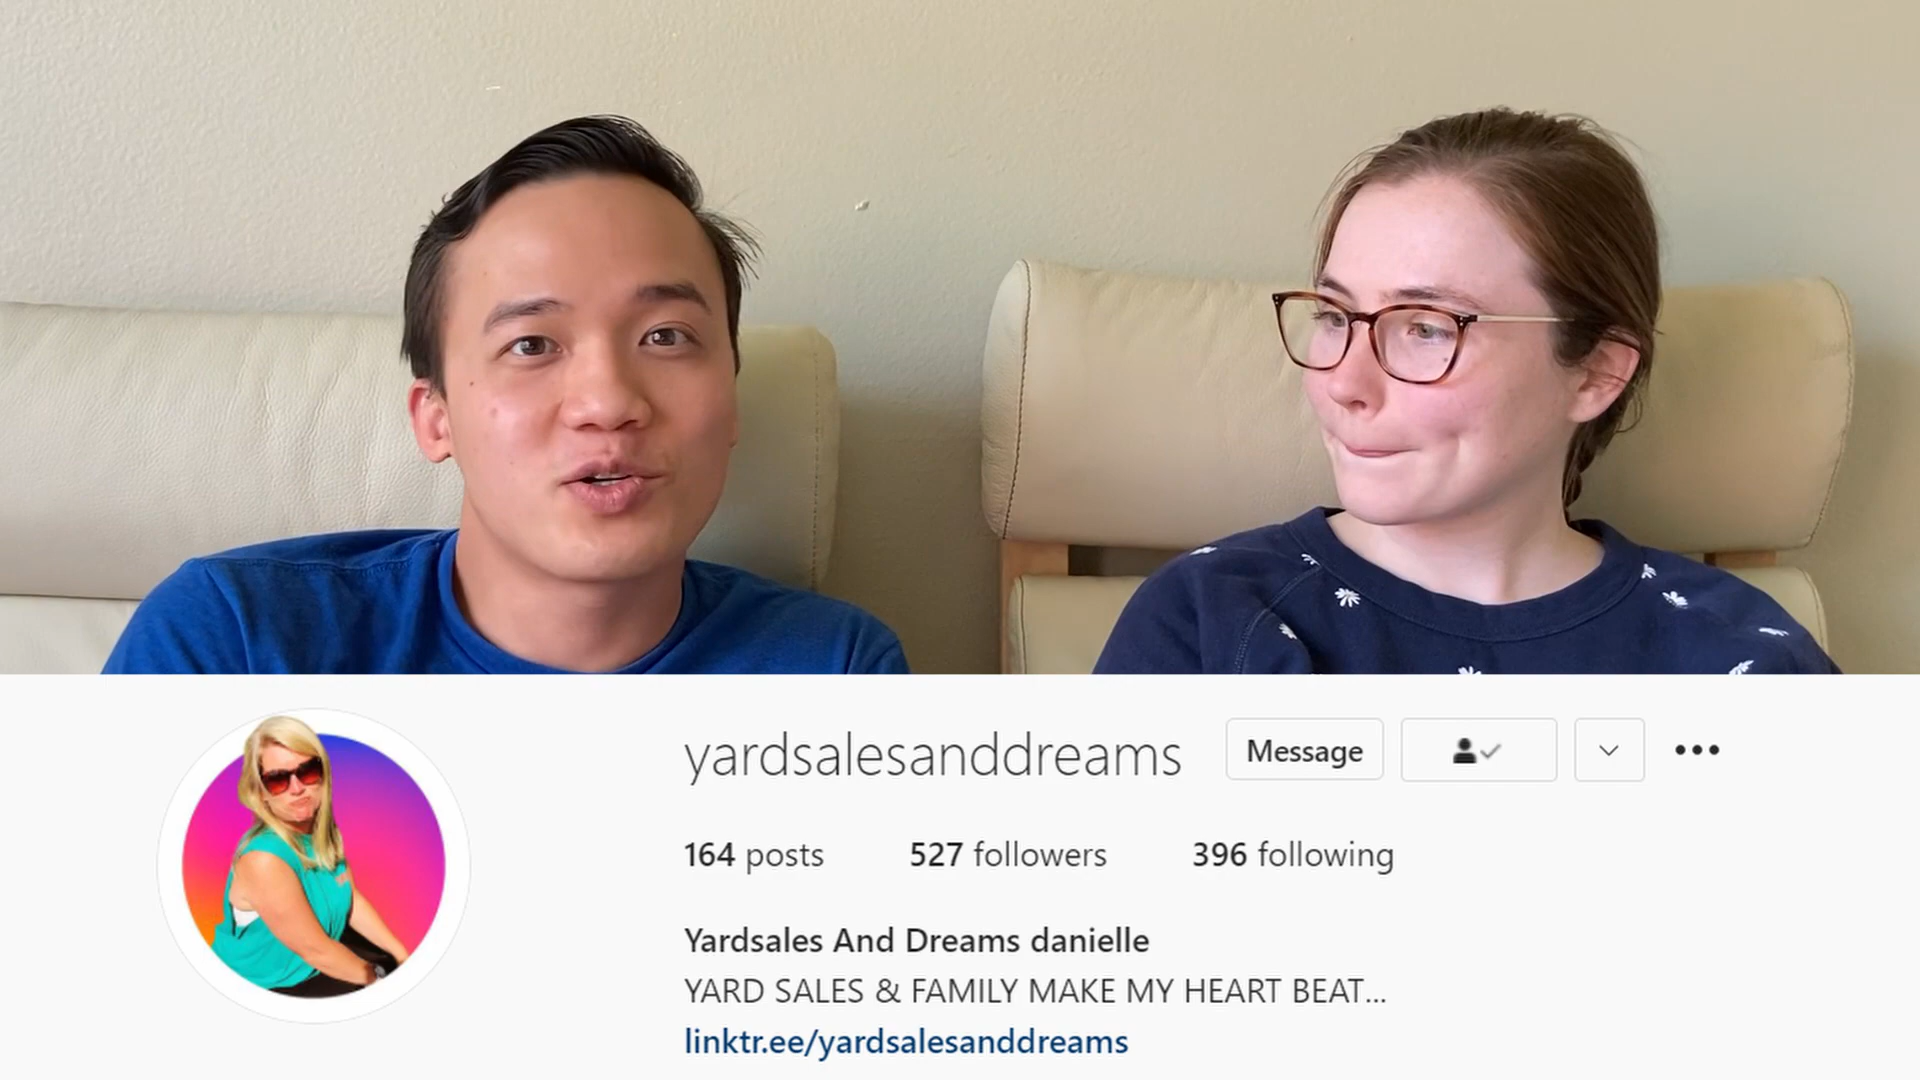 yardsalesanddreams Message
164 posts 527 followers 396 following
Yardsales And Dreams danielle
YARD SALES & FAMILY MAKE MY HEART BEAT...
linktr.ee/yardsalesanddreams